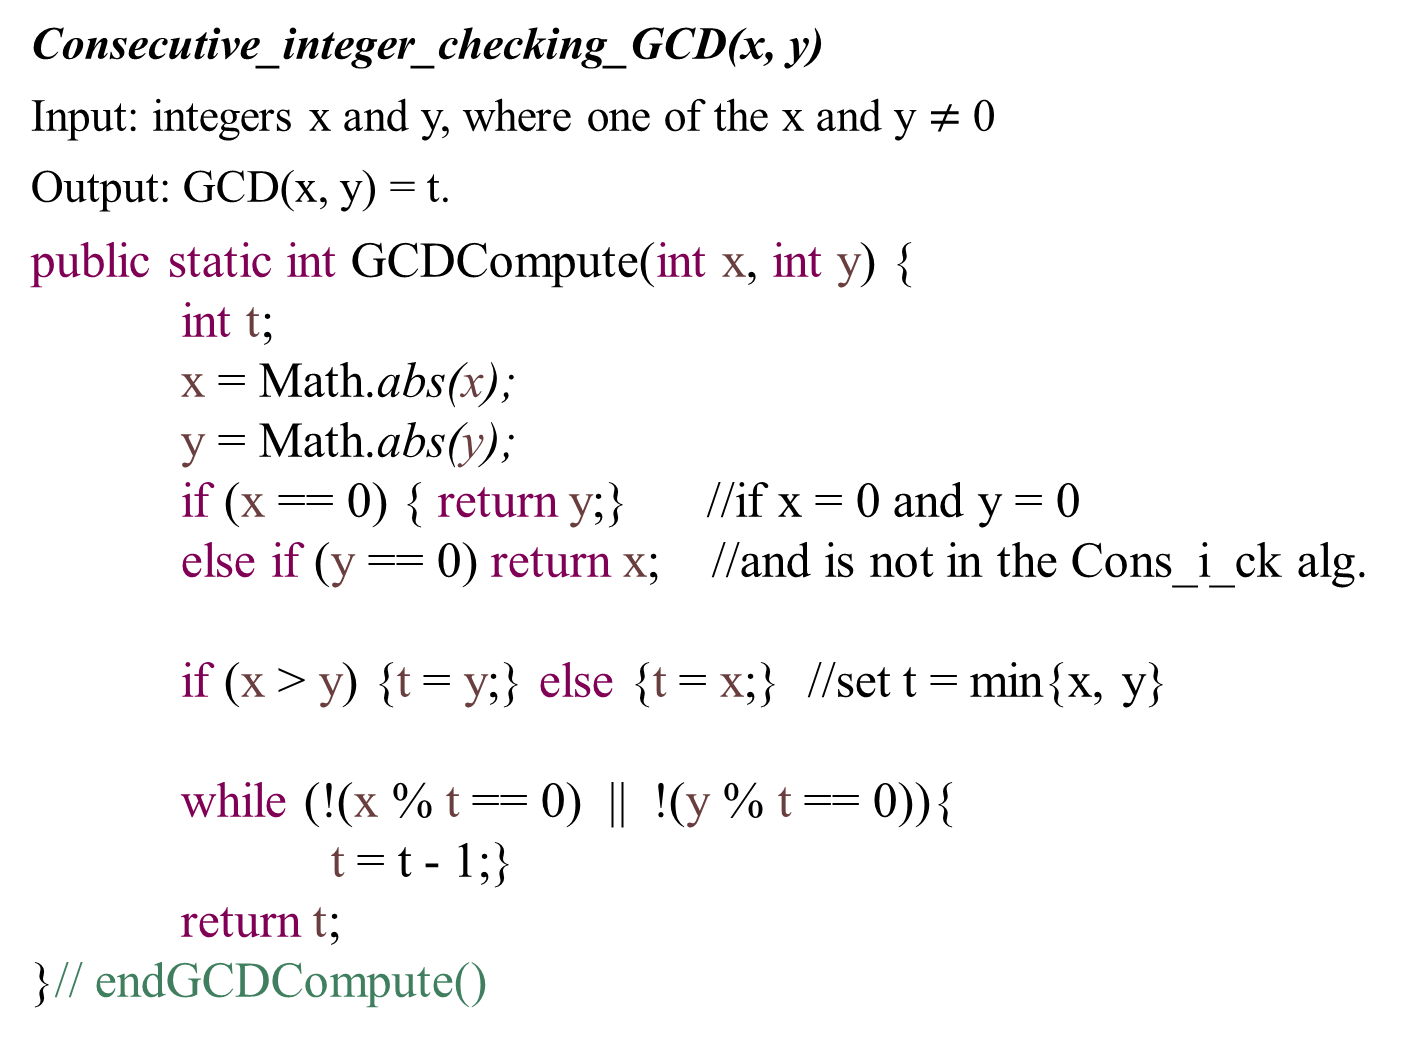 Consecutive_integer_checking_GCD(x, y)
Input: integers x and y, where one of the x and y ≠ 0
Output: GCD(x, y) = t.
public static int GCDCompute(int x, int y) {
int t;
x = Math.abs(x);
y = Math.abs(y);
if (x == 0) { return y;} //if x = 0 and y = 0
else if (y == 0) return x; //and is not in the Cons_i_ck alg.
if (x > y) {t = y;} else {t = x;} //set t = min{x, y}
while (!(x % t == 0) || !(y % t == 0)){
t = t - 1;}
return t;
}// endGCDCompute()